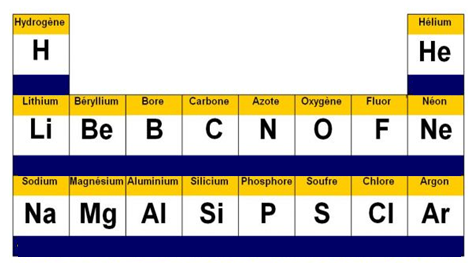 Hydrogène Hélium
H He
Lithium Béryllium Bore Carbone Azote Oxygène Fluor Néon
Li Be B C N O F Ne
Sodium Magnésium Aluminium Silicium Phosphore Soufre Chlore Argon
Na Mg Al Si P S Cl Ar